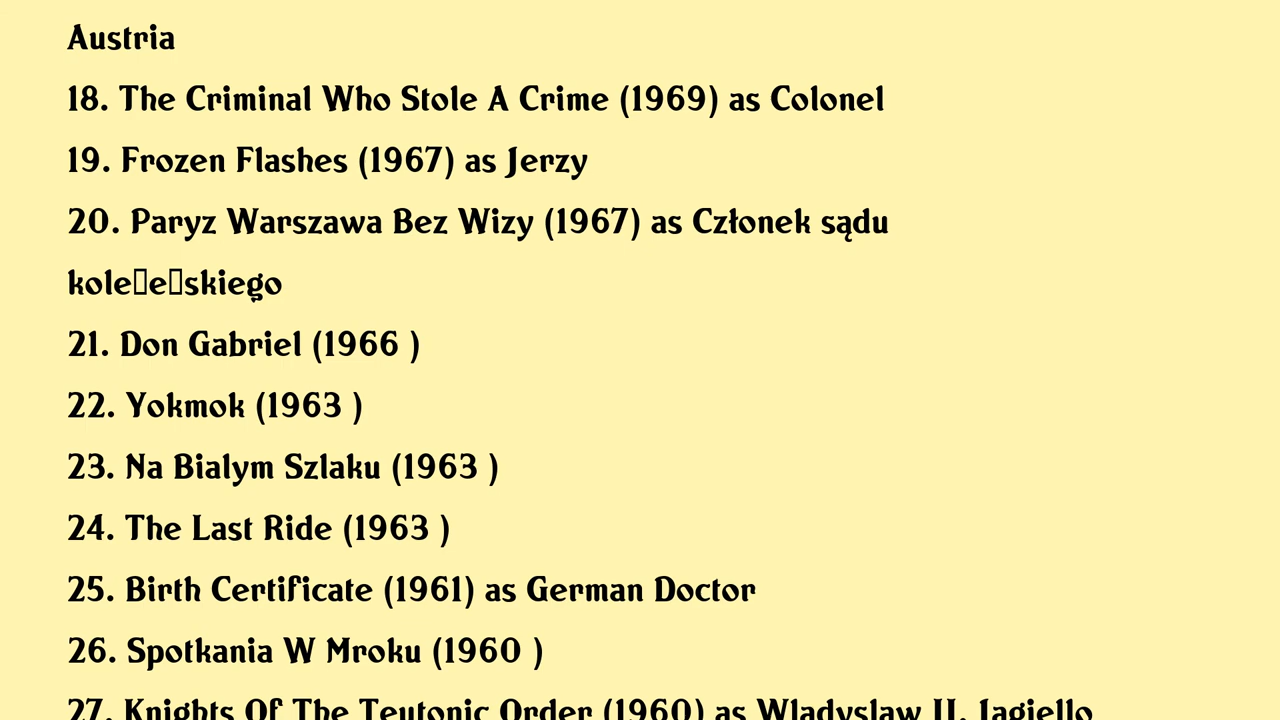 Austria
18. The Criminal Who Stole A Crime (1969) as Colonel
19. Frozen Flashes (1967) as Jerzy
20. Paryz Warszawa Bez Wizy (1967) as Członek sądu
kole▯e▯skiego
21. Don Gabriel (1966 )
22. Yokmok (1963 )
23. Na Bialym Szlaku (1963 )
24. The Last Ride (1963 )
25. Birth Certificate (1961) as German Doctor
26. Spotkania W Mroku (1960 )
27. Knights Of The Teutonic Order (1960) as Wladyslaw II. Jagiello